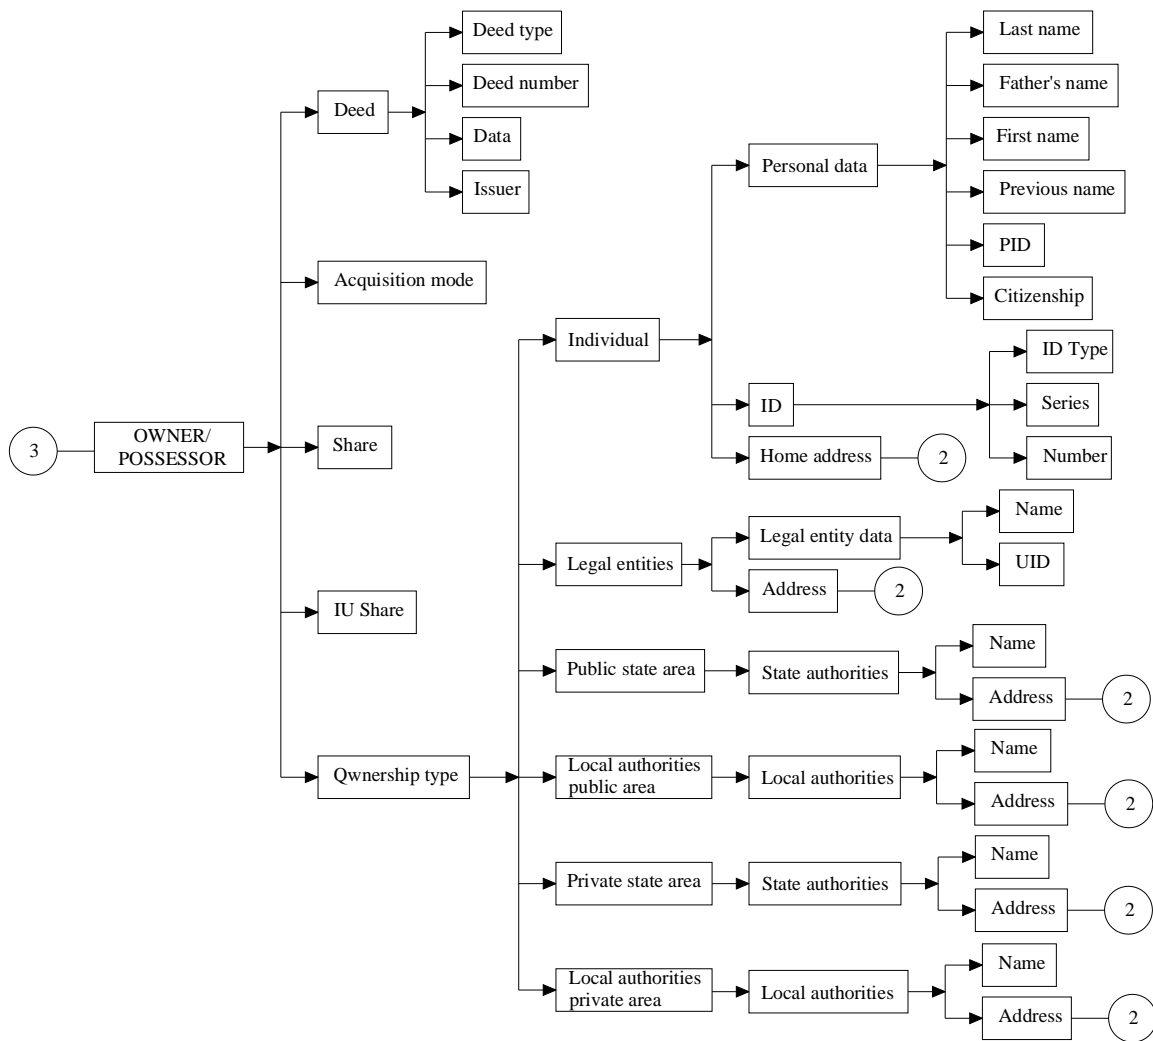 Deed type
Deed number
Deed
Data
Issuer
Last name
Father's name
First name
Personal data
Previous name
PID
Citizenship
Acquisition mode
Individual
ID Type
ID
Series
Home address
2
Number
3
OWNER/
POSSESSOR
Share
Legal entities
Legal entity data
Name
UID
Address
2
IU Share
Public state area
State authorities
Name
Address
2
Qwnership type
Local authorities
public area
Local authorities
Name
Address
2
Private state area
State authorities
Name
Address
2
Local authorities
private area
Local authorities
Name
Address
2